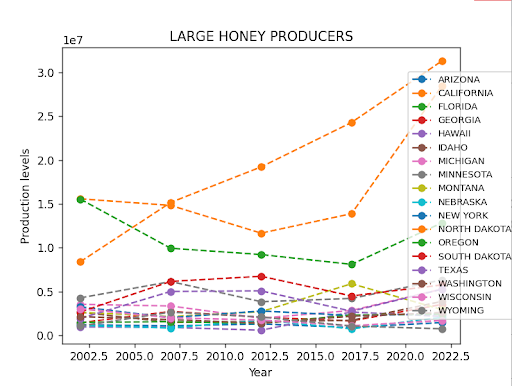 LARGE HONEY PRODUCERS
1e7
3.0
2.5
2.0
1.5
1.0
0.5
0.0
Production levels
2002.5 2005.0 2007.5 2010.0 2012.5 2015.0 2017.5 2020.0 2022.5
Year
ARIZONA
CALIFORNIA
FLORIDA
GEORGIA
HAWAII
IDAHO
MICHIGAN
MINNESOTA
MONTANA
NEBRASKA
NEW YORK
NORTH DAKOTA
OREGON
SOUTH DAKOTA
TEXAS
WASHINGTON
WISCONSIN
WYOMING